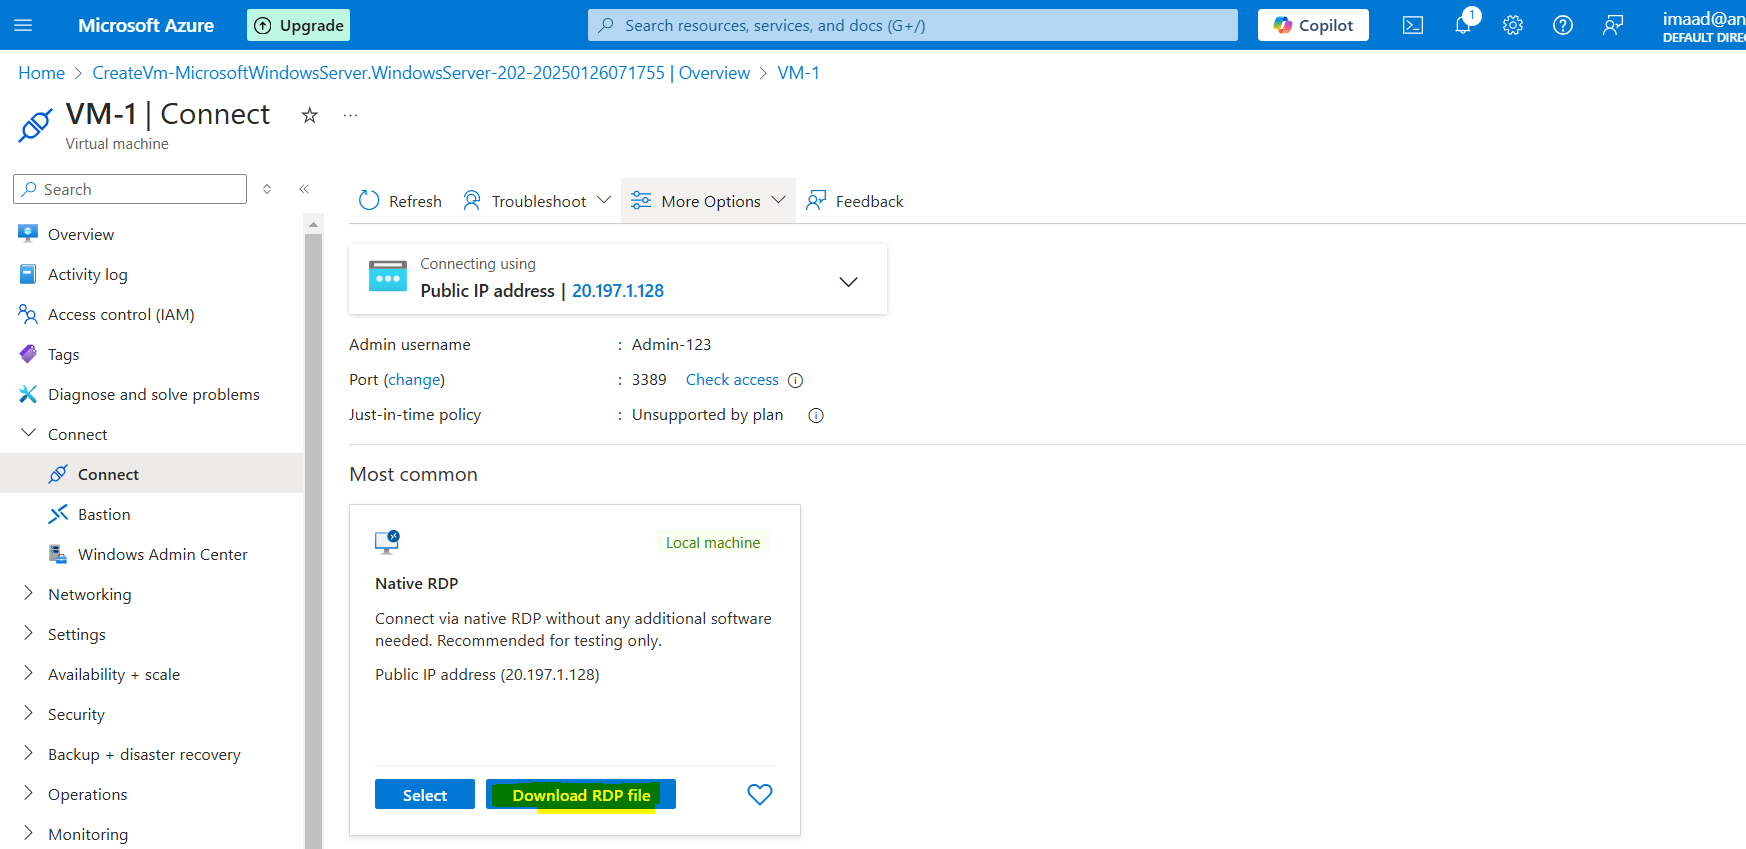 Microsoft Azure
Upgrade
Search resources, services, and docs (G+/)
Copilot
1
imaad@an
DEFAULT DIREC
Home > CreateVm-MicrosoftWindowsServer.WindowsServer-202-20250126071755 | Overview > VM-1
VM-1 | Connect
Virtual machine
Search
Refresh
Troubleshoot
More Options
Feedback
Overview
Activity log
Access control (IAM)
Tags
Diagnose and solve problems
Connect
Connect
Bastion
Windows Admin Center
Networking
Settings
Availability + scale
Security
Backup + disaster recovery
Operations
Monitoring
Connecting using
Public IP address | 20.197.1.128
Admin username : Admin-123
Port (change) : 3389 Check access
Just-in-time policy : Unsupported by plan
Most common
Local machine
Native RDP
Connect via native RDP without any additional software
needed. Recommended for testing only.
Public IP address (20.197.1.128)
Select
Download RDP file